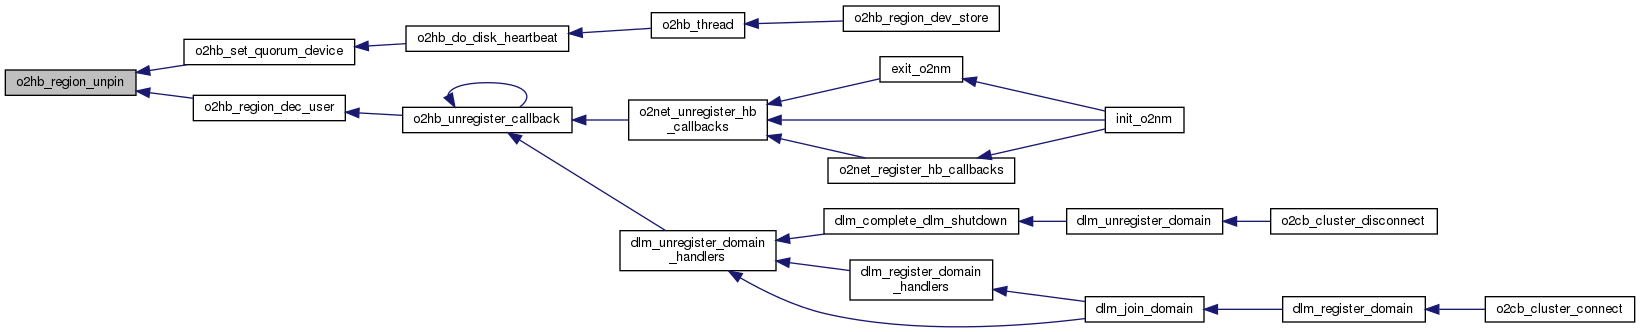 o2hb_region_unpin
o2hb_set_quorum_device
o2hb_do_disk_heartbeat
o2hb_thread
o2hb_region_dev_store
o2hb_region_dec_user
o2hb_unregister_callback
o2net_unregister_hb
_callbacks
exit_o2nm
init_o2nm
o2net_register_hb_callbacks
dlm_unregister_domain
_handlers
dlm_complete_dlm_shutdown
dlm_unregister_domain
o2cb_cluster_disconnect
dlm_register_domain
_handlers
dlm_join_domain
dlm_register_domain
o2cb_cluster_connect